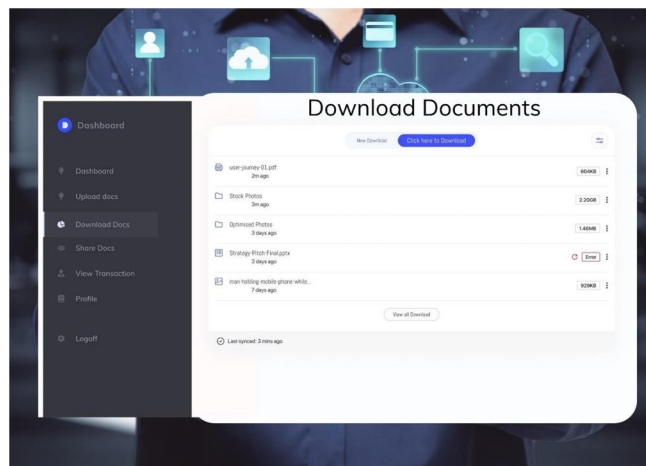 Download Documents
D Dashboard
New Download Click here to Download
Dashboard
Upload docs
Download Docs
Share Docs
View Transaction
Profile
Logoff
user-journey-01.pdf 604KB
2m ago
Stock Photos 2.20GB
3m ago
Optimised Photos 1.46MB
3 days ago
Strategy-Pitch-Final.pptx Error
3 days ago
man-holding-mobile-phone-while... 929KB
7 days ago
View all Download
Last synced: 3 mins ago